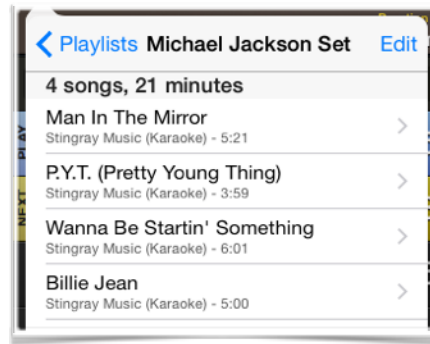 Playlists Michael Jackson Set Edit
4 songs, 21 minutes
Man In The Mirror
Stingray Music (Karaoke) - 5:21
P.Y.T. (Pretty Young Thing)
Stingray Music (Karaoke) - 3:59
Wanna Be Startin' Something
Stingray Music (Karaoke) - 6:01
Billie Jean
Stingray Music (Karaoke) - 5:00
PLAY
NEXT